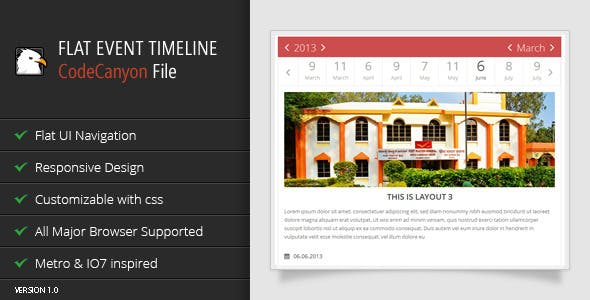 FLAT EVENT TIMELINE
CodeCanyon File
Flat UI Navigation
Responsive Design
Customizable with css
All Major Browser Supported
Metro & IO7 inspired
VERSION 1.0
2013
March
9 11 6 9 7 11 6 8 9
March March April April May May June July July
THIS IS LAYOUT 3
Lorem ipsum dolor sit amet, consectetuer adipiscing elit, sed diam nonummy nibh euismod tincidunt ut laoreet
dolore magna aliquam erat volutpat. Ut wisi enim ad minim veniam, quis nostrud exerci tation ullamcorper
suscipit lobortis nisl ut aliquip ex ea commodo consequat. Duis autem vel eum iriure dolor in hendrerit in vulputate
velit esse molestie consequat, vel illum dolore eu
06.06.2013